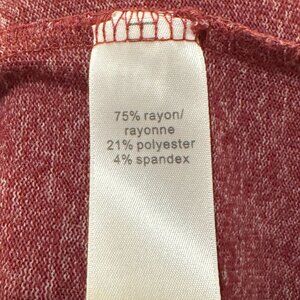 75% rayon/
rayonne
21% polyester
4% spandex